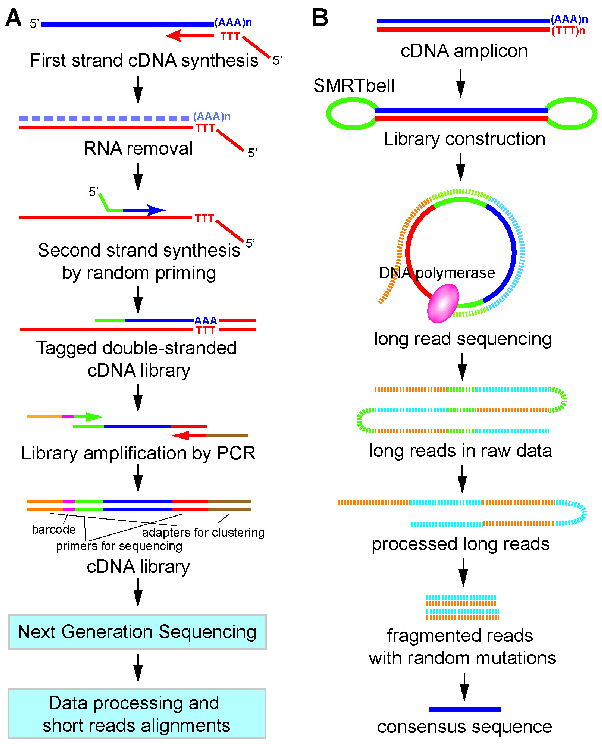 A
5'
(AAA)n
TTT
5'
First strand cDNA synthesis
(AAA)n
TTT
5'
RNA removal
5'
TTT
5'
Second strand synthesis
by random priming
AAA
TTT
Tagged double-stranded
cDNA library
Library amplification by PCR
barcode
adapters for clustering
primers for sequencing
cDNA library
Next Generation Sequencing
Data processing and
short reads alignments
B
(AAA)n
(TTT)n
cDNA amplicon
SMRTbell
Library construction
DNA polymerase
long read sequencing
long reads in raw data
processed long reads
fragmented reads
with random mutations
consensus sequence